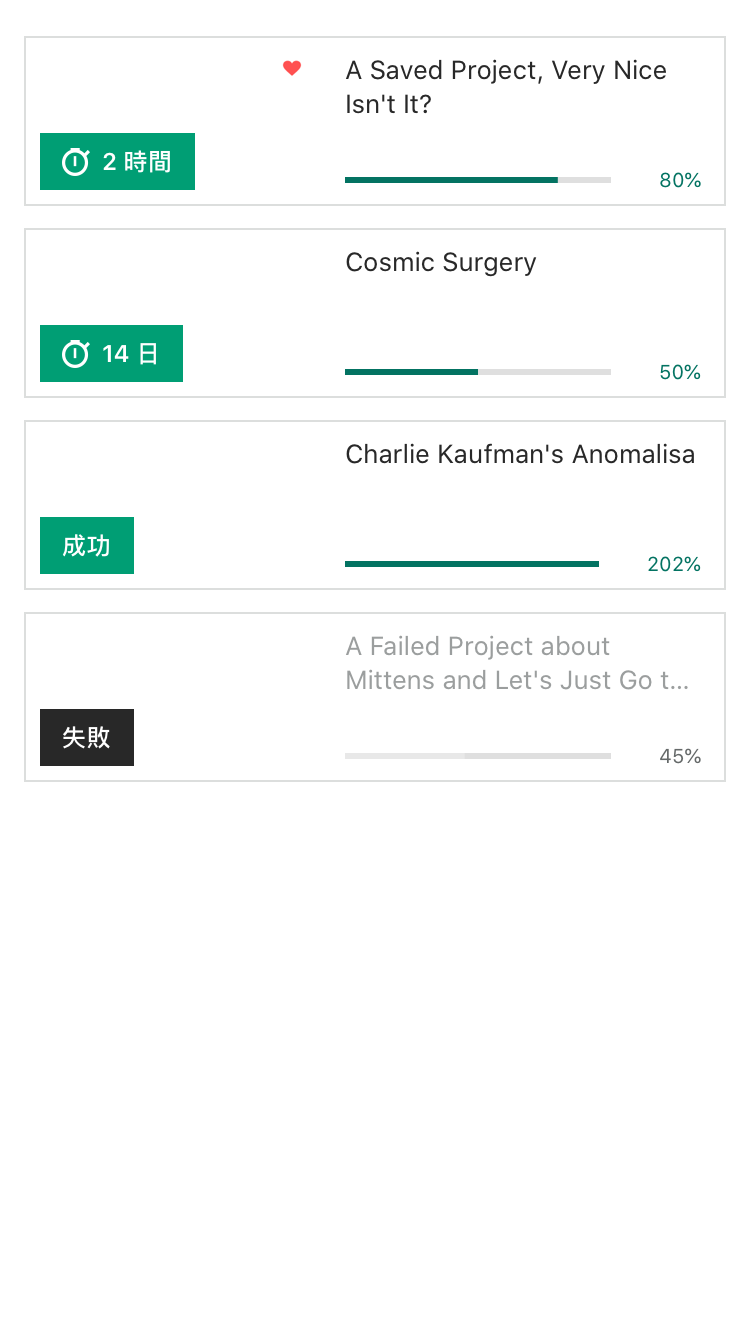 A Saved Project, Very Nice
Isn't It?
2 時間
80%
Cosmic Surgery
14 日
50%
Charlie Kaufman's Anomalisa
成功
202%
A Failed Project about
Mittens and Let's Just Go t...
失敗
45%